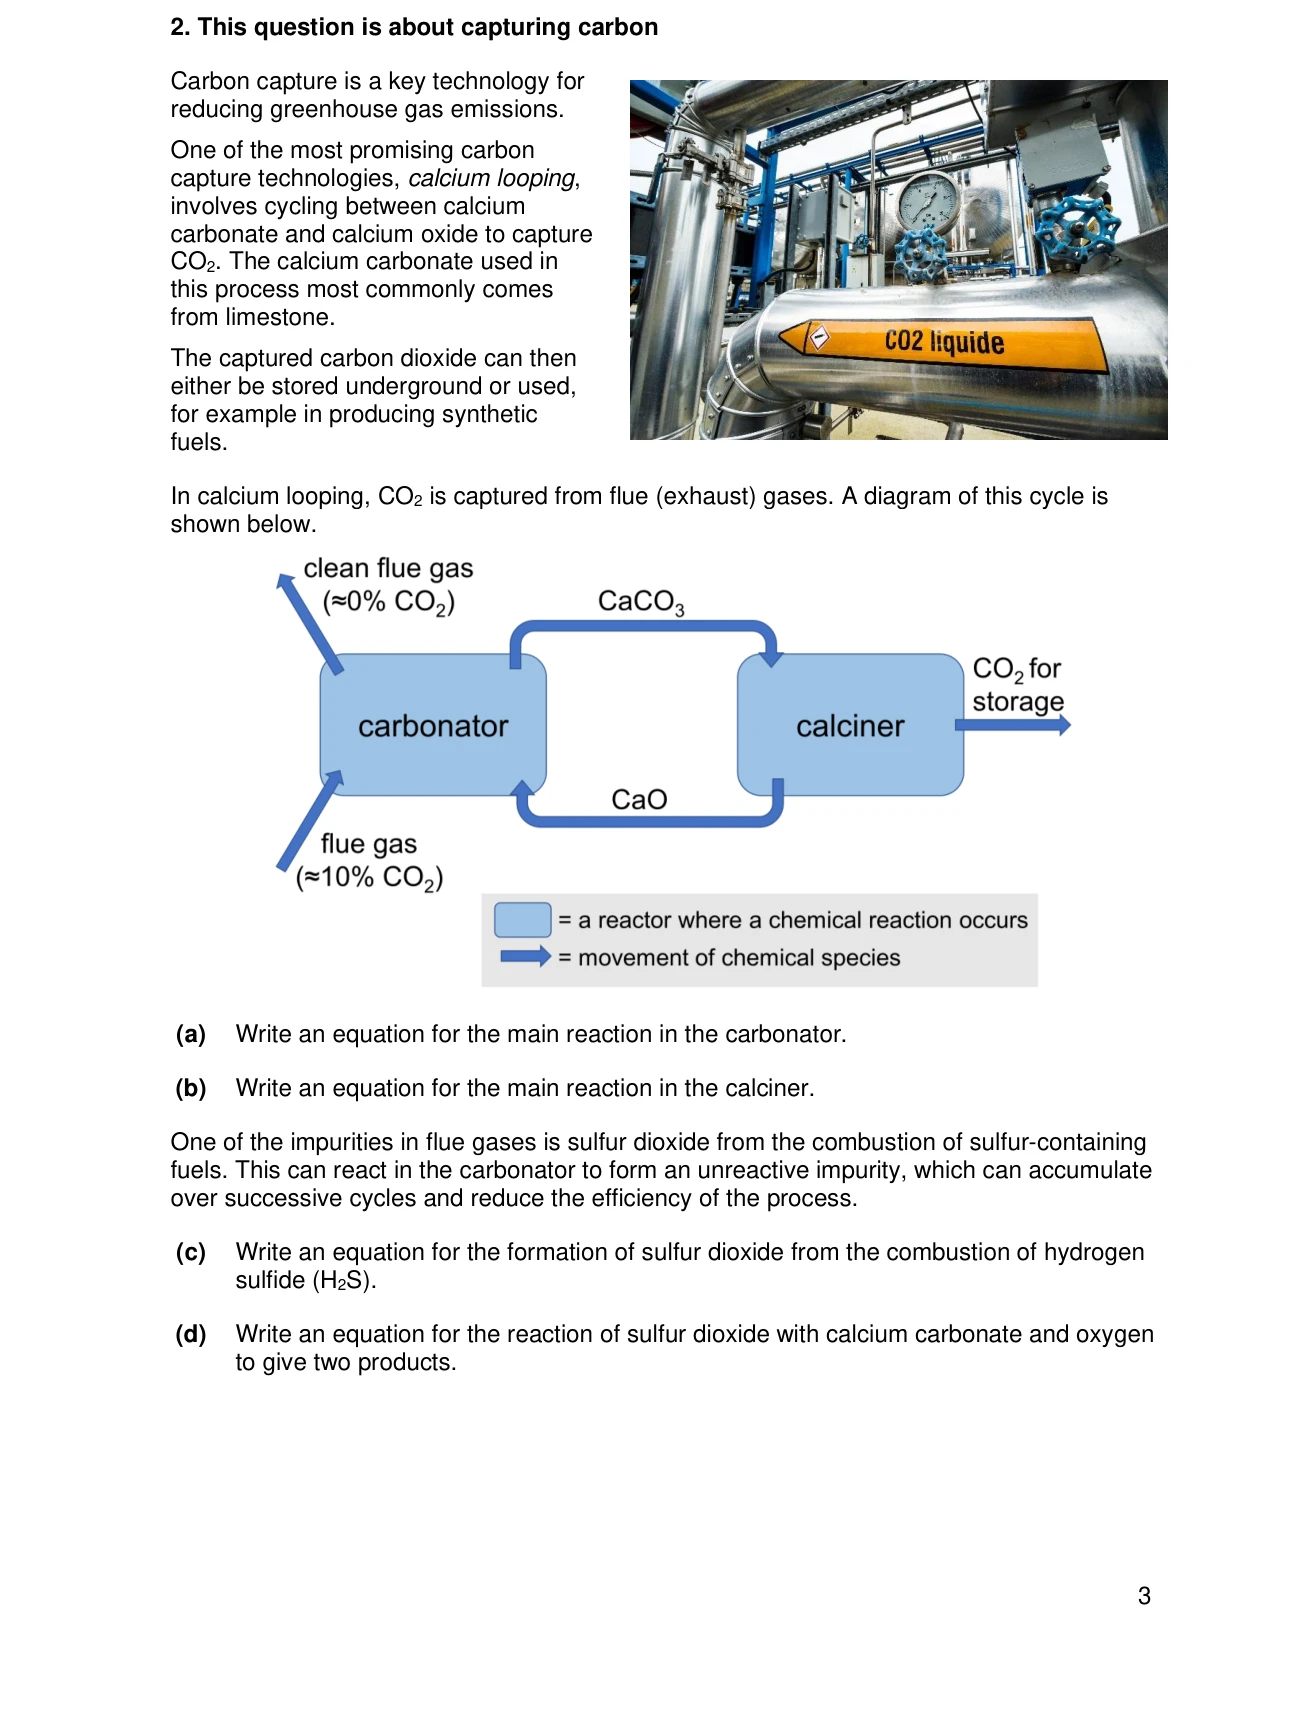 2. This question is about capturing carbon
Carbon capture is a key technology for
reducing greenhouse gas emissions.
One of the most promising carbon
capture technologies, calcium looping,
involves cycling between calcium
carbonate and calcium oxide to capture
CO₂. The calcium carbonate used in
this process most commonly comes
from limestone.
The captured carbon dioxide can then
either be stored underground or used,
for example in producing synthetic
fuels.
CO2 liquide
In calcium looping, CO₂ is captured from flue (exhaust) gases. A diagram of this cycle is
shown below.
clean flue gas
(≈0% CO₂)
CaCO₃
carbonator
calciner
CO₂ for
storage
CaO
flue gas
(≈10% CO₂)
= a reactor where a chemical reaction occurs
= movement of chemical species
(a) Write an equation for the main reaction in the carbonator.
(b) Write an equation for the main reaction in the calciner.
One of the impurities in flue gases is sulfur dioxide from the combustion of sulfur-containing
fuels. This can react in the carbonator to form an unreactive impurity, which can accumulate
over successive cycles and reduce the efficiency of the process.
(c) Write an equation for the formation of sulfur dioxide from the combustion of hydrogen
sulfide (H₂S).
(d) Write an equation for the reaction of sulfur dioxide with calcium carbonate and oxygen
to give two products.
3